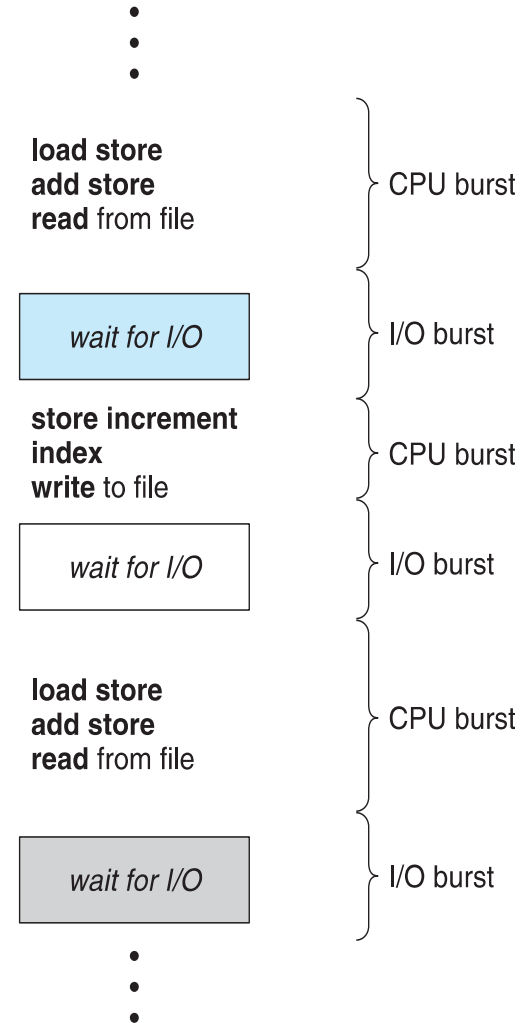 load store
add store
read from file
CPU burst
wait for I/O
I/O burst
store increment
index
write to file
CPU burst
wait for I/O
I/O burst
load store
add store
read from file
CPU burst
wait for I/O
I/O burst